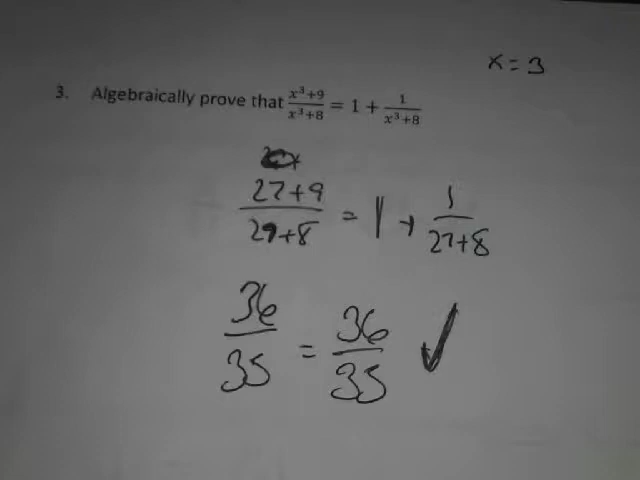 x = 3
3. Algebraically prove that (x³+9)/(x³+8) = 1 + 1/(x³+8)
(27+9)/(27+8) = 1 + 1/(27+8)
36/35 = 36/35 ✓